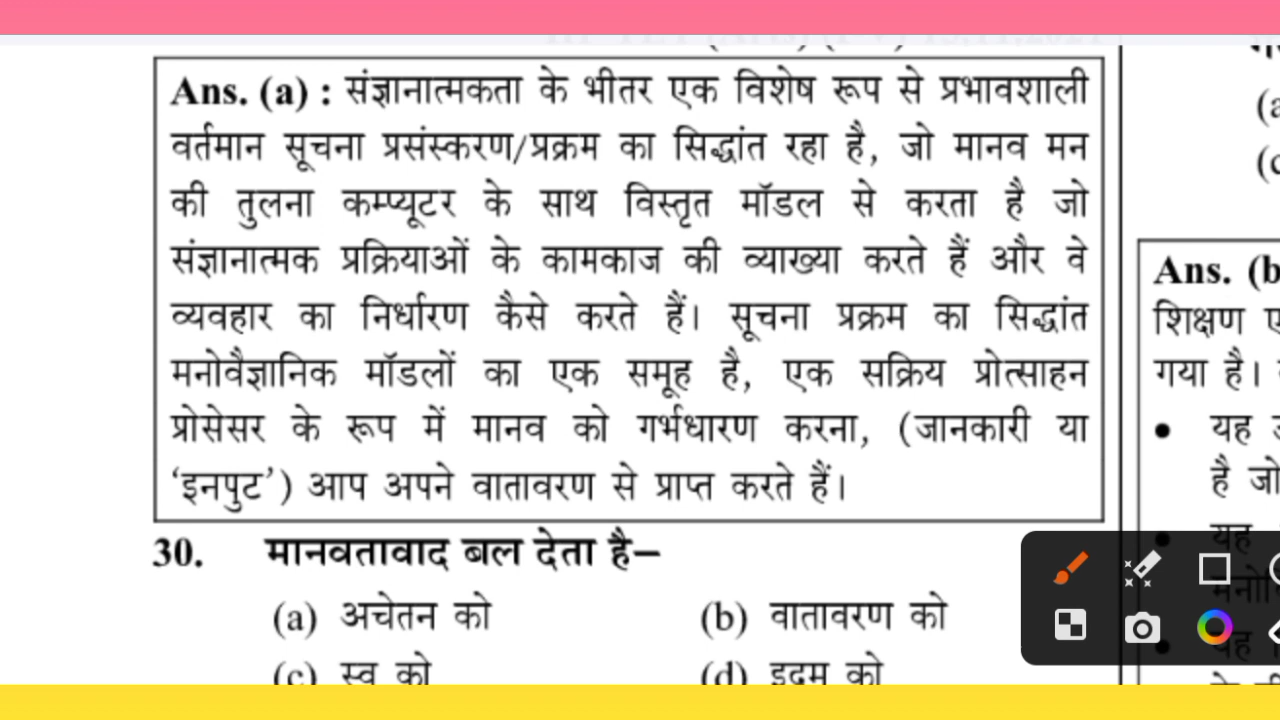 Ans. (a) : संज्ञानात्मकता के भीतर एक विशेष रूप से प्रभावशाली
वर्तमान सूचना प्रसंस्करण/प्रक्रम का सिद्धांत रहा है, जो मानव मन
की तुलना कम्प्यूटर के साथ विस्तृत मॉडल से करता है जो
संज्ञानात्मक प्रक्रियाओं के कामकाज की व्याख्या करते हैं और वे
व्यवहार का निर्धारण कैसे करते हैं। सूचना प्रक्रम का सिद्धांत
मनोवैज्ञानिक मॉडलों का एक समूह है, एक सक्रिय प्रोत्साहन
प्रोसेसर के रूप में मानव को गर्भधारण करना, (जानकारी या
‘इनपुट’) आप अपने वातावरण से प्राप्त करते हैं।
30. मानवतावाद बल देता है–
(a) अचेतन को (b) वातावरण को
(c) स्व को (d) इदम को
(a
(c
Ans. (b
शिक्षण ए
गया है।
• यह
है जो
• यह
• यह